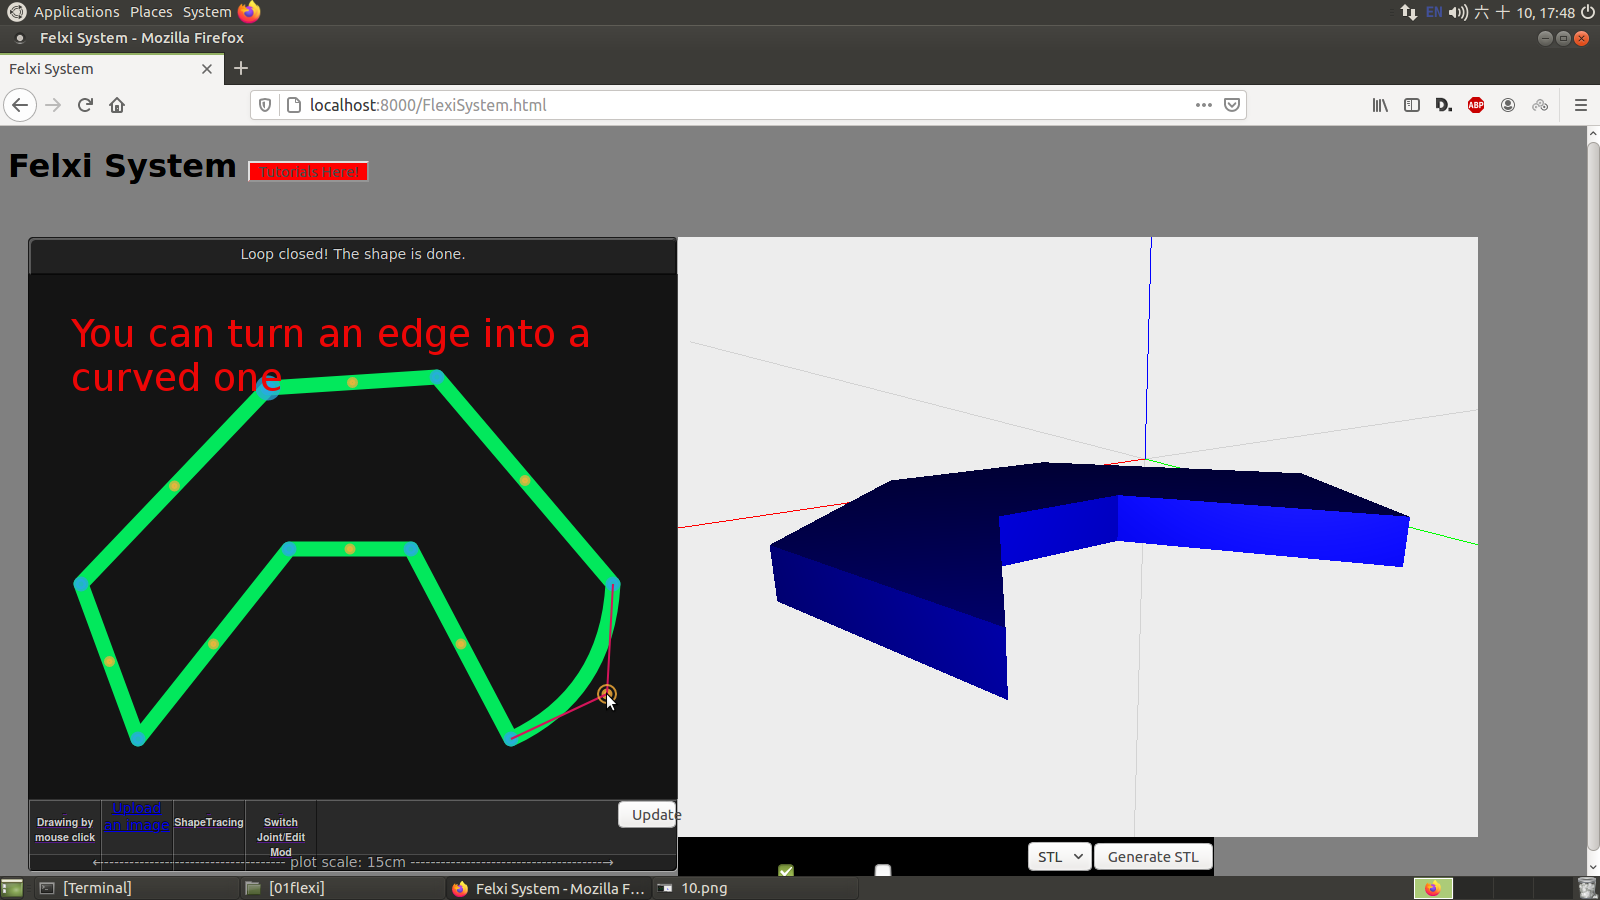 Applications Places System
EN 六 十 10, 17:48
Felxi System - Mozilla Firefox
Felxi System
localhost:8000/FlexiSystem.html
D.
ABP
Felxi System
Tutorials Here!
Loop closed! The shape is done.
You can turn an edge into a
curved one
Drawing by
mouse click
Upload
an image
ShapeTracing
Switch
Joint/Edit
Mod
Update
plot scale: 15cm
STL
Generate STL
[Terminal]
[01flexi]
Felxi System - Mozilla F...
10.png